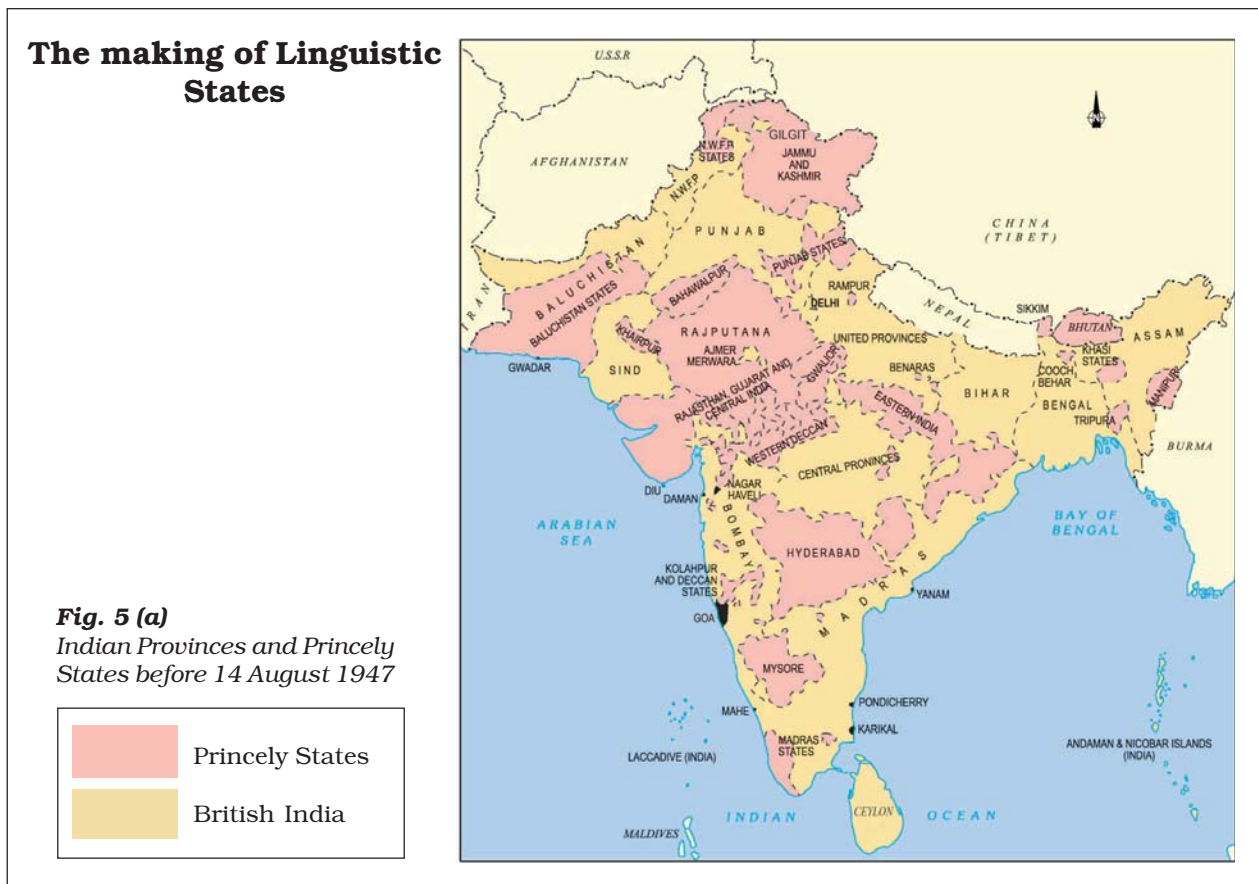 The making of Linguistic
States
Fig. 5 (a)
Indian Provinces and Princely
States before 14 August 1947
Princely States
British India
U.S.S.R
AFGHANISTAN
GILGIT
N.W.F.P.
STATES
JAMMU
AND
KASHMIR
N.W.F.P
CHINA
(TIBET)
PUNJAB
PUNJAB STATES
IRAN
BALUCHISTAN
BALUCHISTAN STATES
BAHAWALPUR
RAMPUR
DELHI
NEPAL
SIKKIM
BHUTAN
ASSAM
KHAIRPUR
RAJPUTANA
AJMER
MERWARA
UNITED PROVINCES
GWALIOR
KHASI
STATES
GWADAR
SIND
BENARAS
COOCH
BEHAR
MANIPUR
RAJASTHAN, GUJARAT AND
CENTRAL INDIA
BIHAR
BENGAL
EASTERN INDIA
TRIPURA
WESTERN DECCAN
BURMA
CENTRAL PRONINCES
DIU
DAMAN
NAGAR
HAVELI
ARABIAN
SEA
BOMBAY
BAY OF
BENGAL
HYDERABAD
KOLAHPUR
AND DECCAN
STATES
MADRAS
YANAM
GOA
MYSORE
MAHE
PONDICHERRY
KARIKAL
MADRAS
STATES
LACCADIVE (INDIA)
ANDAMAN & NICOBAR ISLANDS
(INDIA)
INDIAN OCEAN
CEYLON
MALDIVES
N